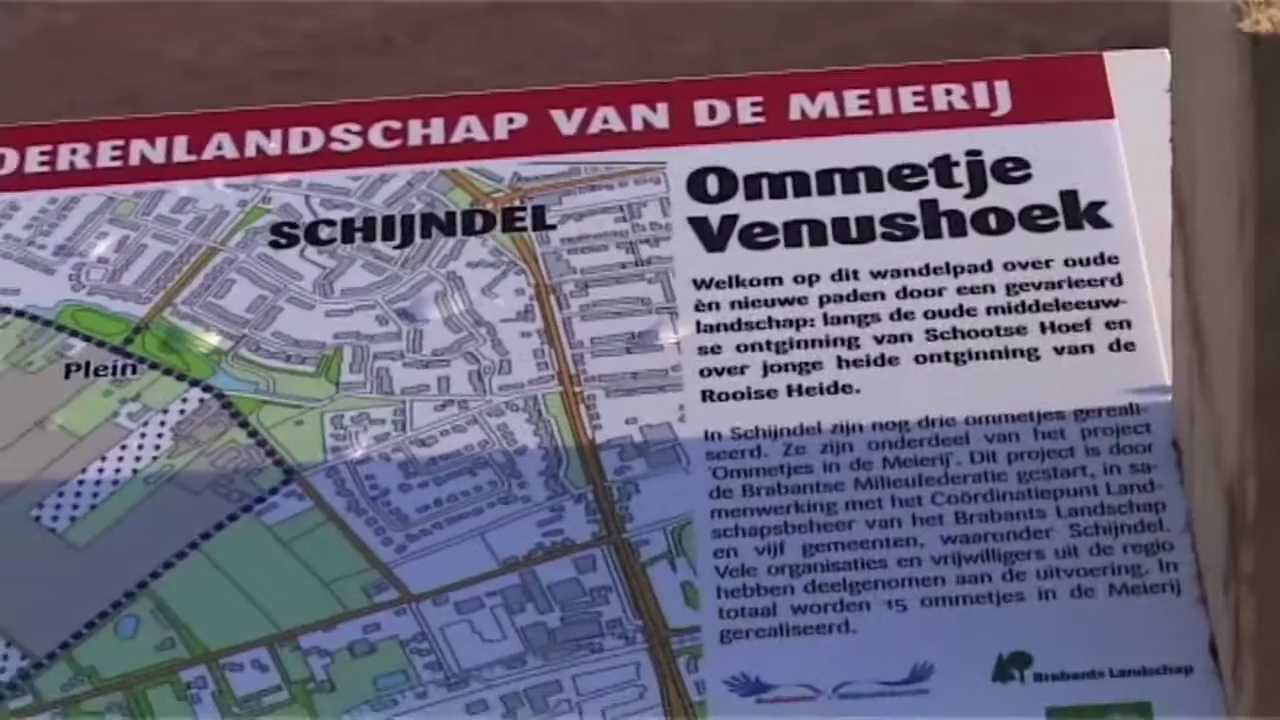 DERENLANDSCHAP VAN DE MEIERIJ
SCHIJNDEL
Plein
Ommetje
Venushoek
Welkom op dit wandelpad over oude
èn nieuwe paden door een gevarieerd
landschap: langs de oude middeleeuw-
se ontginning van Schootse Hoef en
over jonge heide ontginning van de
Rooise Heide.
In Schijndel zijn nog drie ommetjes gereali-
seerd. Ze zijn onderdeel van het project
'Ommetjes in de Meierij'. Dit project is door
de Brabantse Milieufederatie gestart, in sa-
menwerking met het Coördinatiepunt Land-
schapsbeheer van het Brabants Landschap
en vijf gemeenten, waaronder Schijndel.
Vele organisaties en vrijwilligers uit de regio
hebben deelgenomen aan de uitvoering. In
totaal worden 15 ommetjes in de Meierij
gerealiseerd.
Brabants Landschap